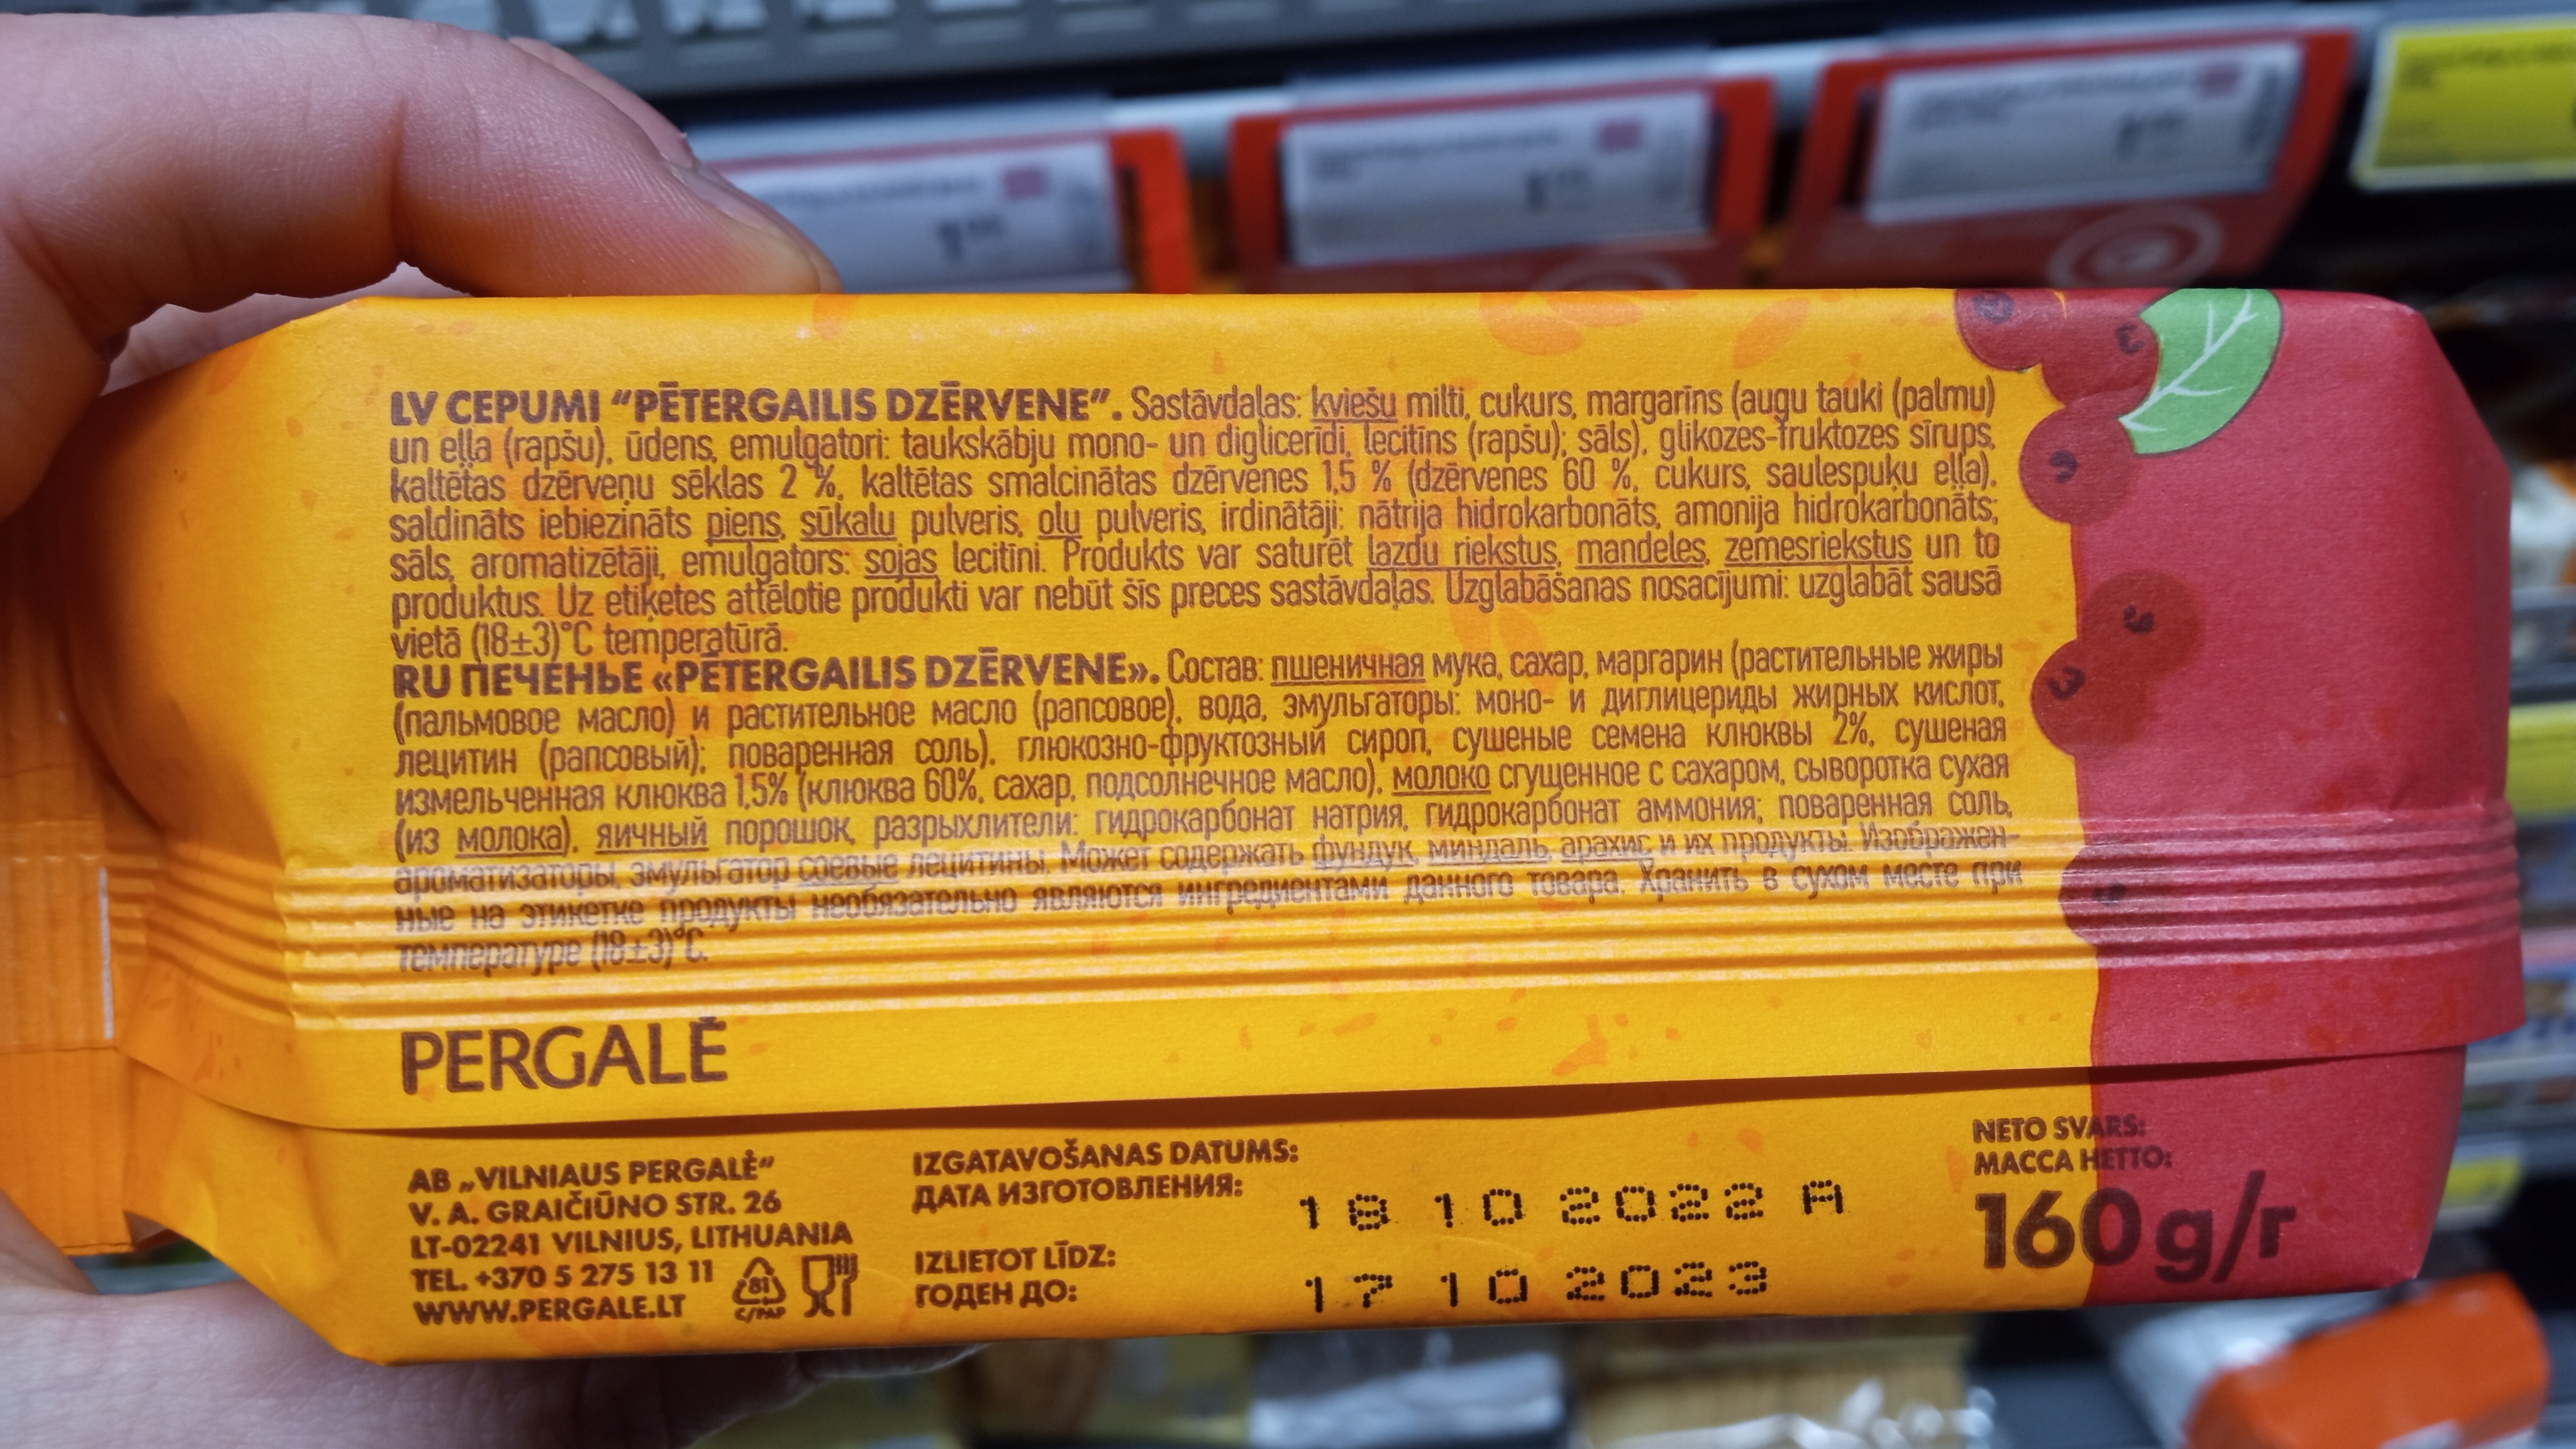 LV CEPUMI “PĒTERGAILIS DZĒRVENE”. Sastāvdaļas: kviešu milti, cukurs, margarīns (augu tauki (palmu)
un eļļa (rapšu), ūdens, emulgatori: taukskābju mono- un diglicerīdi, lecitīns (rapšu); sāls), glikozes-fruktozes sīrups,
kaltētas dzērveņu sēklas 2 %, kaltētas smalcinātas dzērvenes 1,5 % (dzērvenes 60 %, cukurs, saulespuķu eļļa),
saldināts iebiezināts piens, sūkalu pulveris, olu pulveris, irdinātāji: nātrija hidrokarbonāts, amonija hidrokarbonāts;
sāls, aromatizētāji, emulgators: sojas lecitīni. Produkts var saturēt lazdu riekstus, mandeles, zemesriekstus un to
produktus. Uz etiķetes attēlotie produkti var nebūt šīs preces sastāvdaļas. Uzglabāšanas nosacījumi: uzglabāt sausā
vietā (18±3)°C temperatūrā.
RU ПЕЧЕНЬЕ «PĒTERGAILIS DZĒRVENE». Состав: пшеничная мука, сахар, маргарин (растительные жиры
(пальмовое масло) и растительное масло (рапсовое), вода, эмульгаторы: моно- и диглицериды жирных кислот,
лецитин (рапсовый); поваренная соль), глюкозно-фруктозный сироп, сушеные семена клюквы 2%, сушеная
измельченная клюква 1,5% (клюква 60%, сахар, подсолнечное масло), молоко сгущенное с сахаром, сыворотка сухая
(из молока), яичный порошок, разрыхлители: гидрокарбонат натрия, гидрокарбонат аммония; поваренная соль,
ароматизаторы, эмульгатор соевые лецитины. Может содержать фундук, миндаль, арахис и их продукты. Изображен-
ные на этикетке продукты необязательно являются ингредиентами данного товара. Хранить в сухом месте при
температуре (18±3)°C.
PERGALĖ
AB „VILNIAUS PERGALĖ”
V. A. GRAIČIŪNO STR. 26
LT-02241 VILNIUS, LITHUANIA
TEL. +370 5 275 13 11
WWW.PERGALE.LT
81
C/PAP
IZGATAVOŠANAS DATUMS:
ДАТА ИЗГОТОВЛЕНИЯ:
18 10 2022 A
IZLIETOT LĪDZ:
ГОДЕН ДО:
17 10 2023
NETO SVARS:
МАССА НЕТТО:
160 g/г